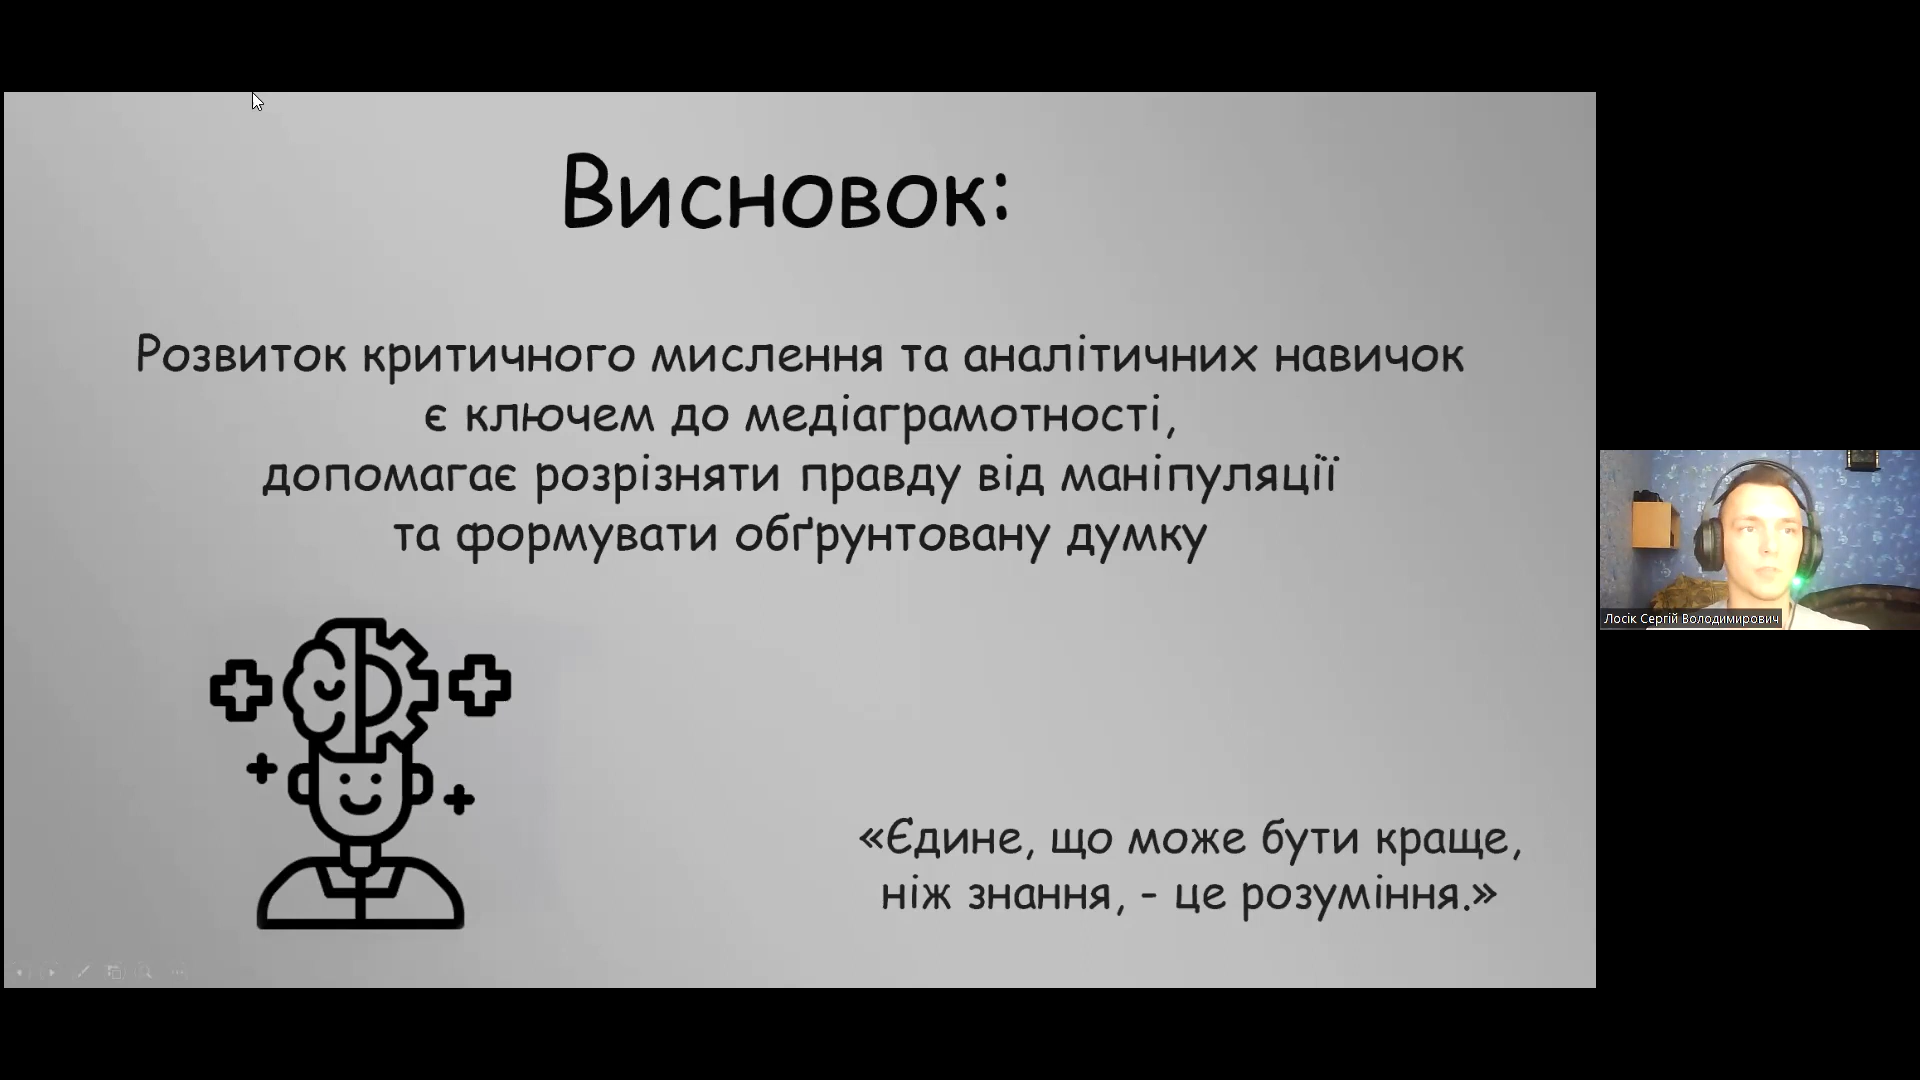 Висновок:
Розвиток критичного мислення та аналітичних навичок
є ключем до медіаграмотності,
допомагає розрізняти правду від маніпуляції
та формувати обґрунтовану думку
«Єдине, що може бути краще,
ніж знання, - це розуміння.»
Лосік Сергій Володимирович